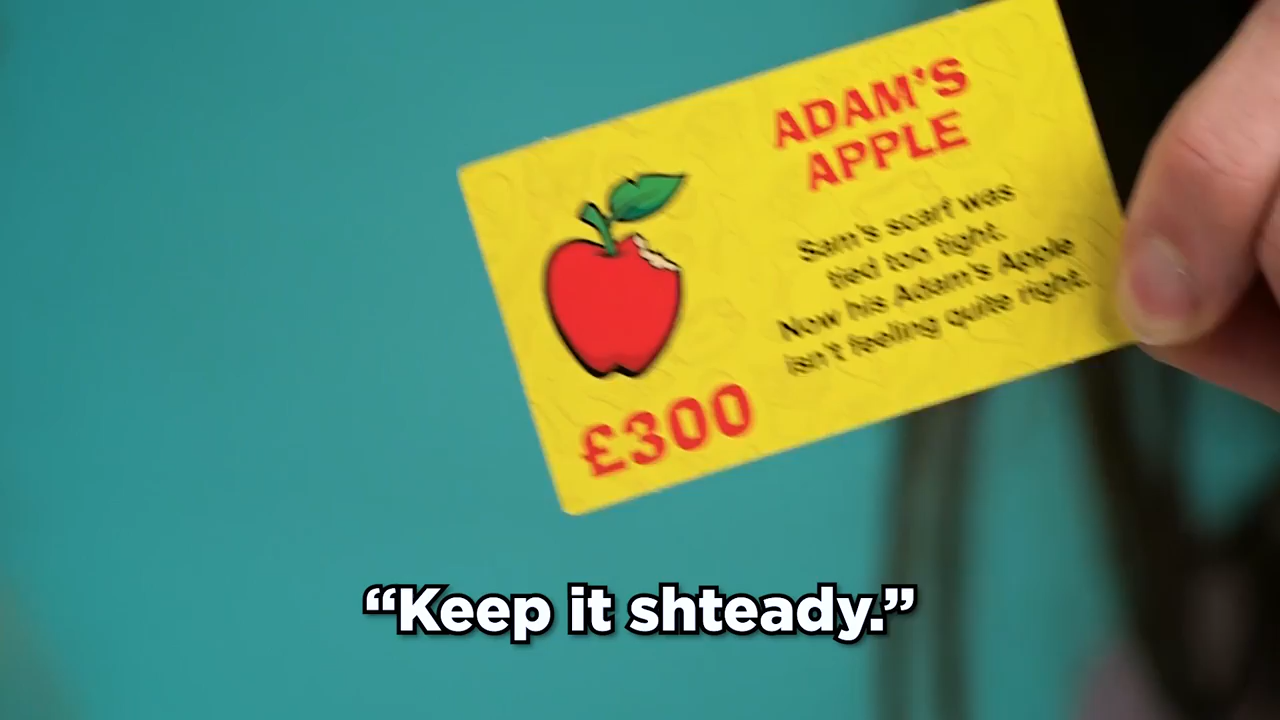 ADAM'S
APPLE
Sam's scarf was
tied too tight.
Now his Adam's Apple
isn't feeling quite right.
£300
“Keep it shteady.”